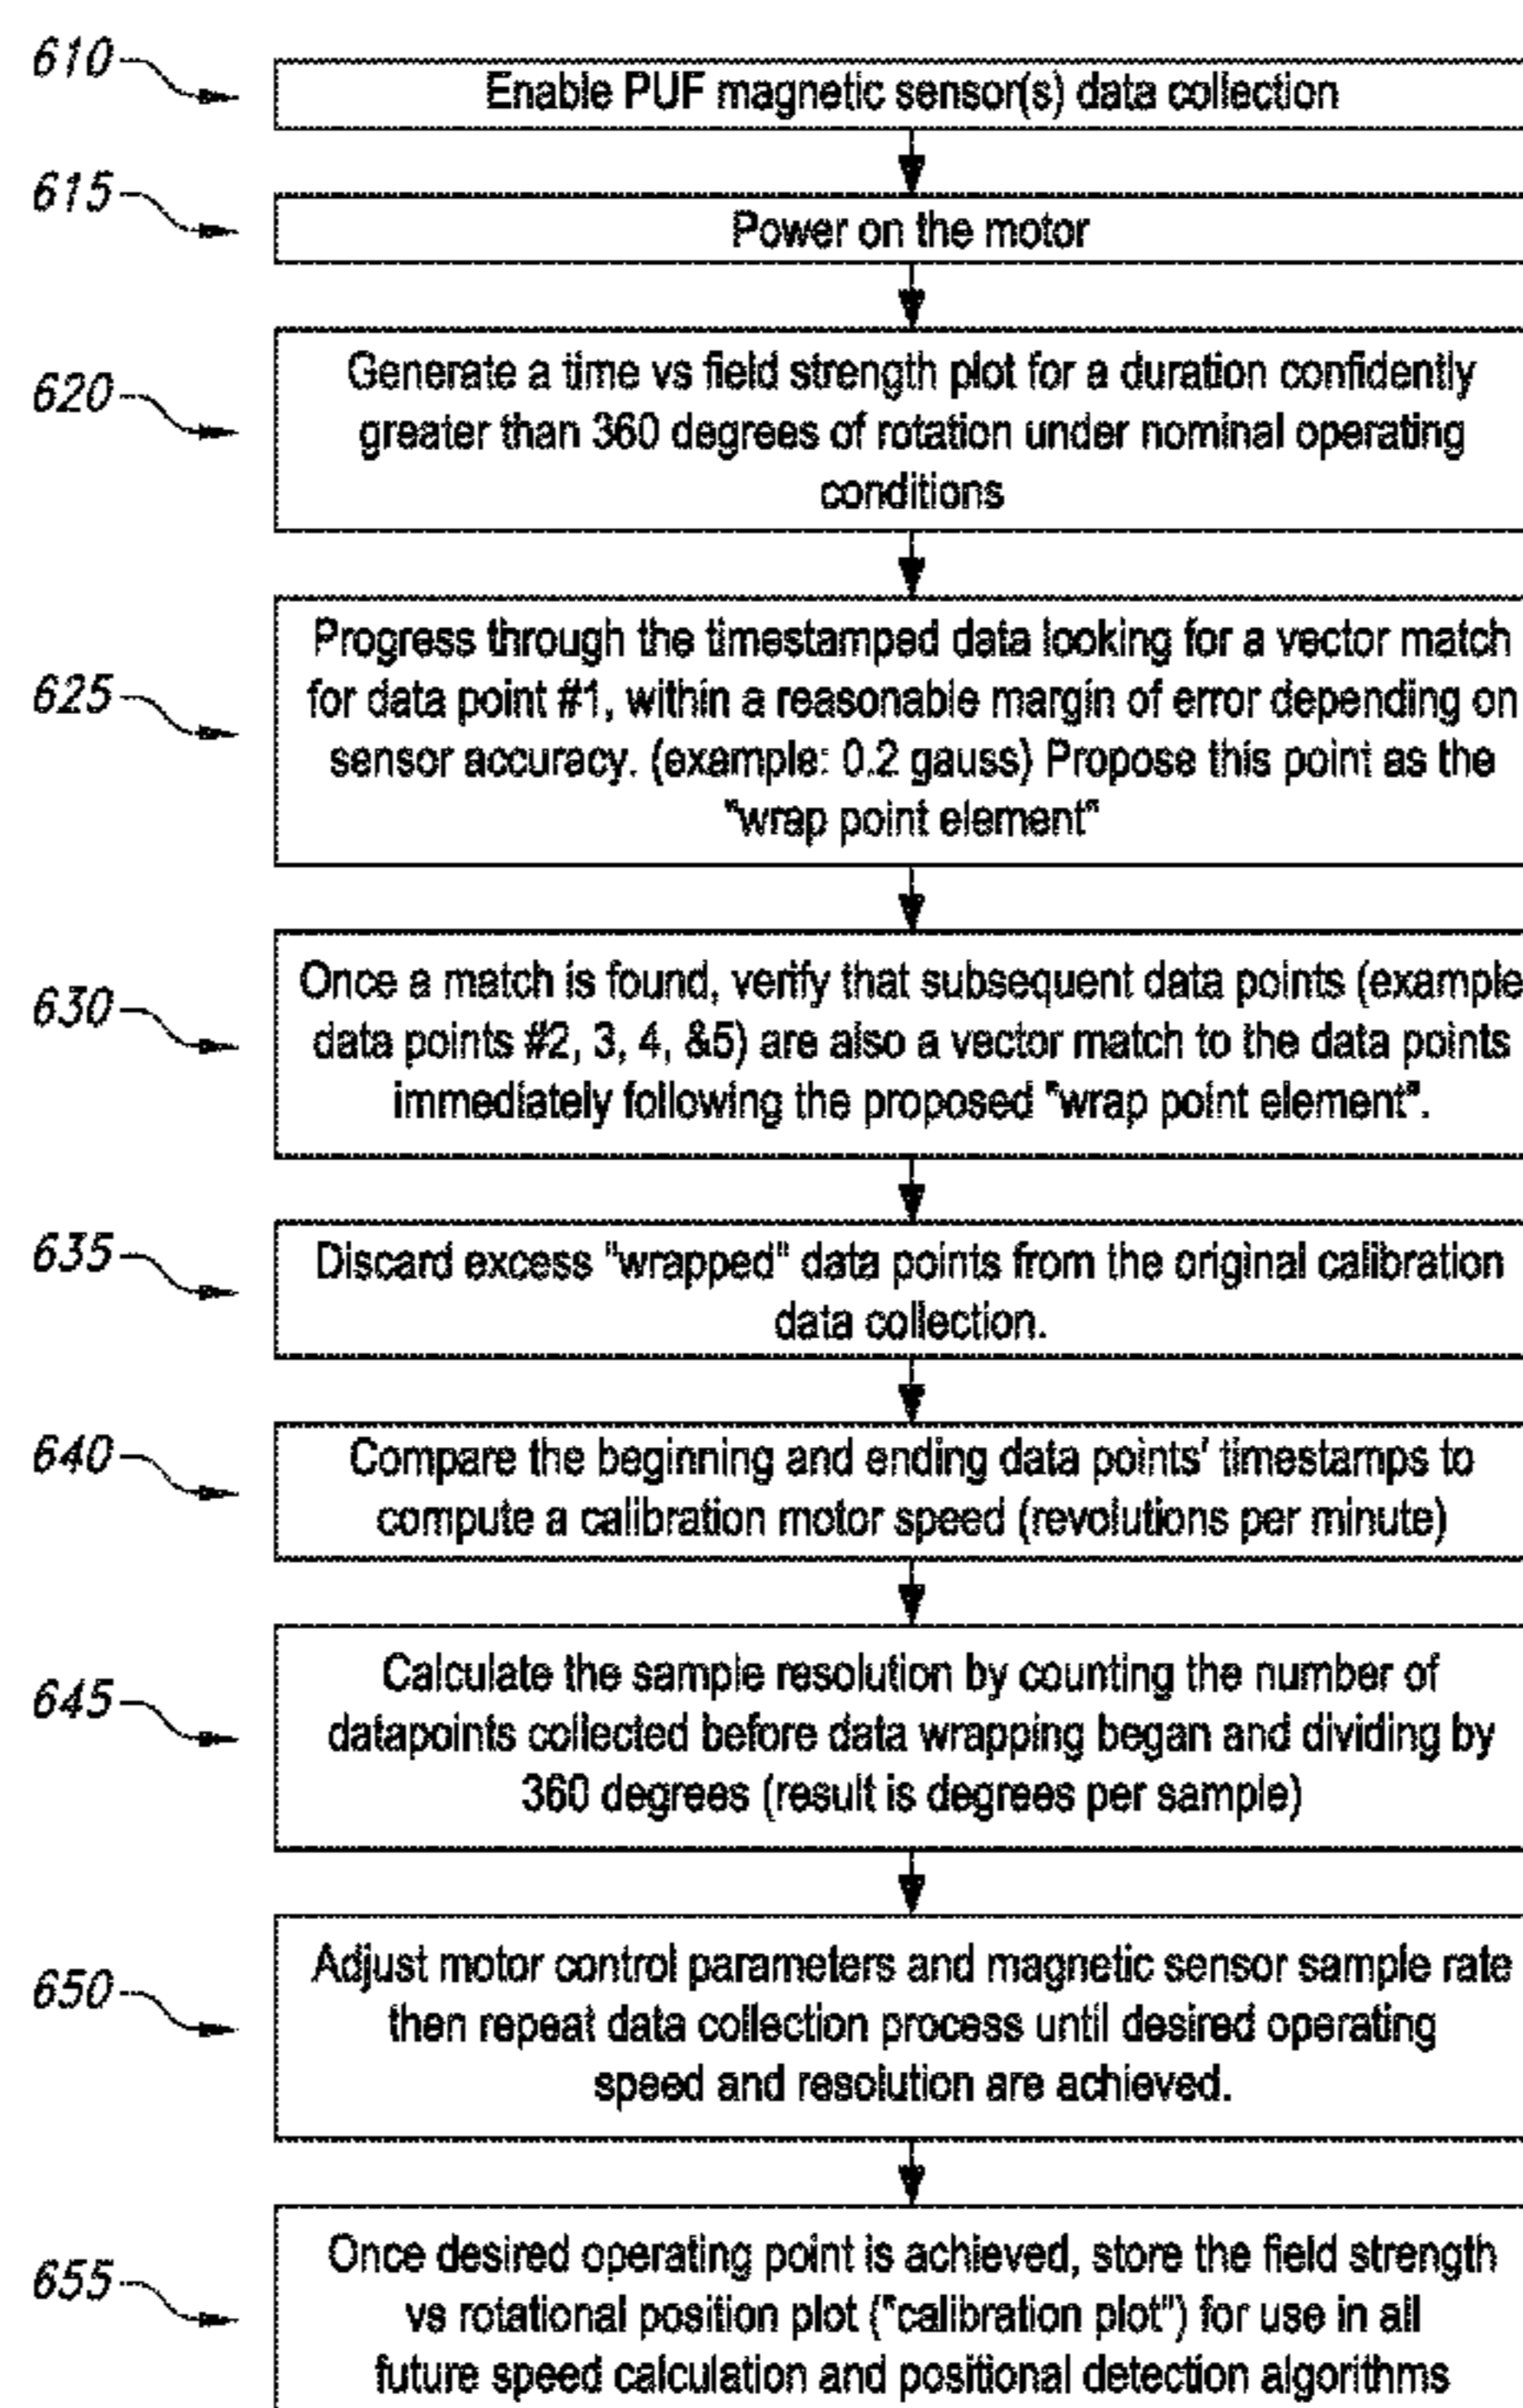 610
Enable PUF magnetic sensor(s) data collection
615
Power on the motor
620
Generate a time vs field strength plot for a duration confidently
greater than 360 degrees of rotation under nominal operating
conditions
625
Progress through the timestamped data looking for a vector match
for data point #1, within a reasonable margin of error depending on
sensor accuracy. (example: 0.2 gauss) Propose this point as the
"wrap point element"
630
Once a match is found, verify that subsequent data points (example
data points #2, 3, 4, &5) are also a vector match to the data points
immediately following the proposed "wrap point element".
635
Discard excess "wrapped" data points from the original calibration
data collection.
640
Compare the beginning and ending data points' timestamps to
compute a calibration motor speed (revolutions per minute)
645
Calculate the sample resolution by counting the number of
datapoints collected before data wrapping began and dividing by
360 degrees (result is degrees per sample)
650
Adjust motor control parameters and magnetic sensor sample rate
then repeat data collection process until desired operating
speed and resolution are achieved.
655
Once desired operating point is achieved, store the field strength
vs rotational position plot ("calibration plot") for use in all
future speed calculation and positional detection algorithms